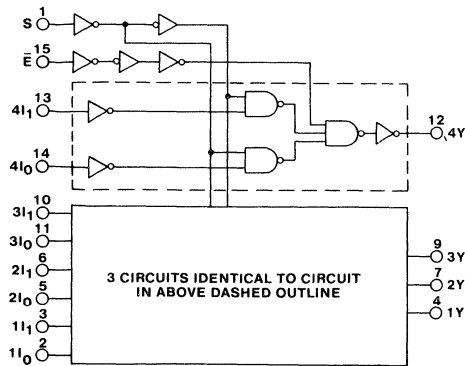 1
S
15
E̅
13
4I₁
12
4Y
14
4I₀
10
3I₁
11
3I₀
6
2I₁
5
2I₀
3
1I₁
2
1I₀
3 CIRCUITS IDENTICAL TO CIRCUIT
IN ABOVE DASHED OUTLINE
9
3Y
7
2Y
4
1Y